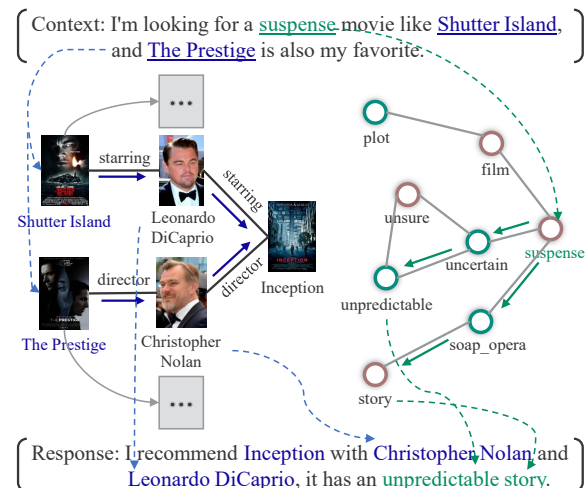 Context: I'm looking for a suspense movie like Shutter Island,
and The Prestige is also my favorite.
...
plot
film
starring
Shutter Island
Leonardo
DiCaprio
starring
unsure
suspense
uncertain
INCEPTION
director
director
Inception
unpredictable
The Prestige
Christopher
Nolan
soap_opera
...
story
Response: I recommend Inception with Christopher Nolan and
Leonardo DiCaprio, it has an unpredictable story.